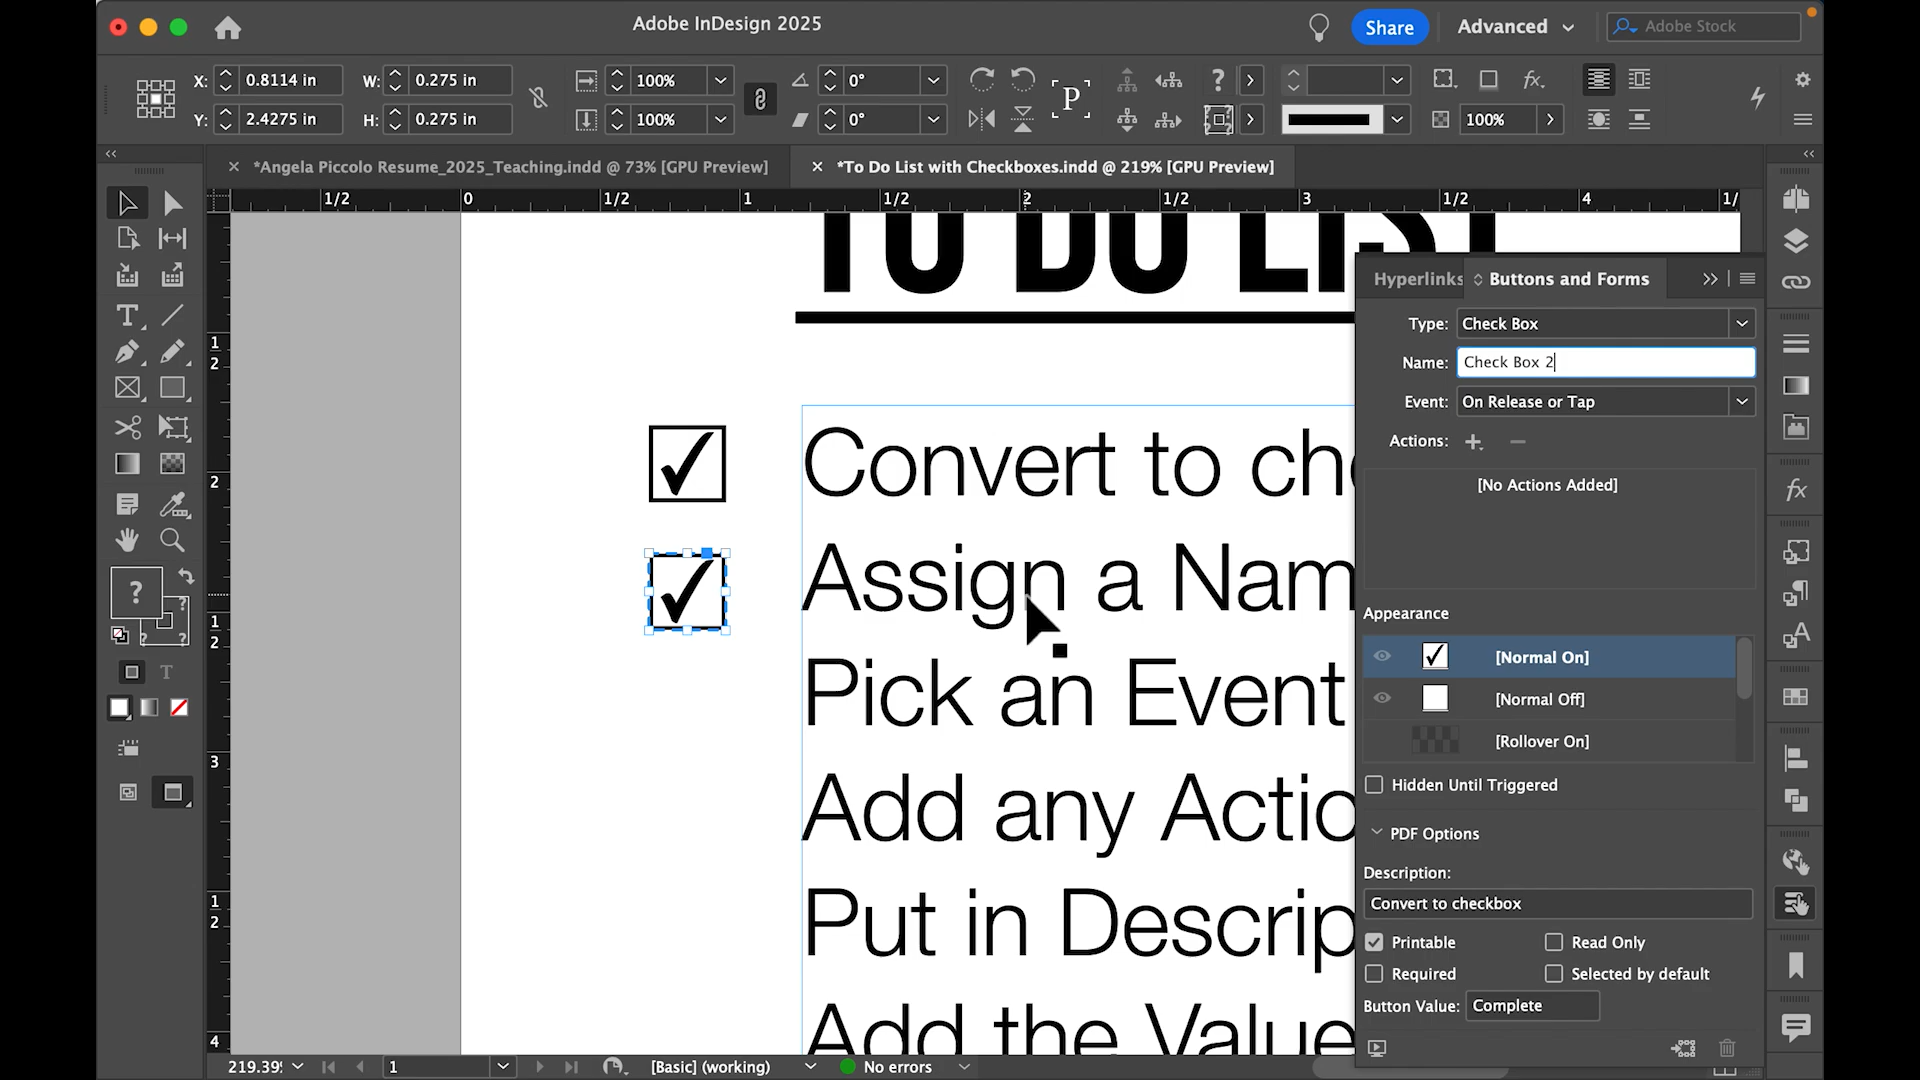 Adobe InDesign 2025
Share
Advanced
Adobe Stock
X: 0.8114 in
W: 0.275 in
100%
0°
Y: 2.4275 in
H: 0.275 in
100%
0°
P
?
fx
100%
*Angela Piccolo Resume_2025_Teaching.indd @ 73% [GPU Preview]
*To Do List with Checkboxes.indd @ 219% [GPU Preview]
1/2 0 1/2 1 1/2 2 1/2 3 1/2 4 1/
TO DO LIST
Hyperlinks
Buttons and Forms
Type: Check Box
Name: Check Box 2
Event: On Release or Tap
Actions:
[No Actions Added]
Convert to che
Assign a Nam
Pick an Event
Add any Actio
Put in Descrip
Add the Value
Appearance
[Normal On]
[Normal Off]
[Rollover On]
Hidden Until Triggered
PDF Options
Description:
Convert to checkbox
Printable
Read Only
Required
Selected by default
Button Value: Complete
219.39
1
[Basic] (working)
No errors